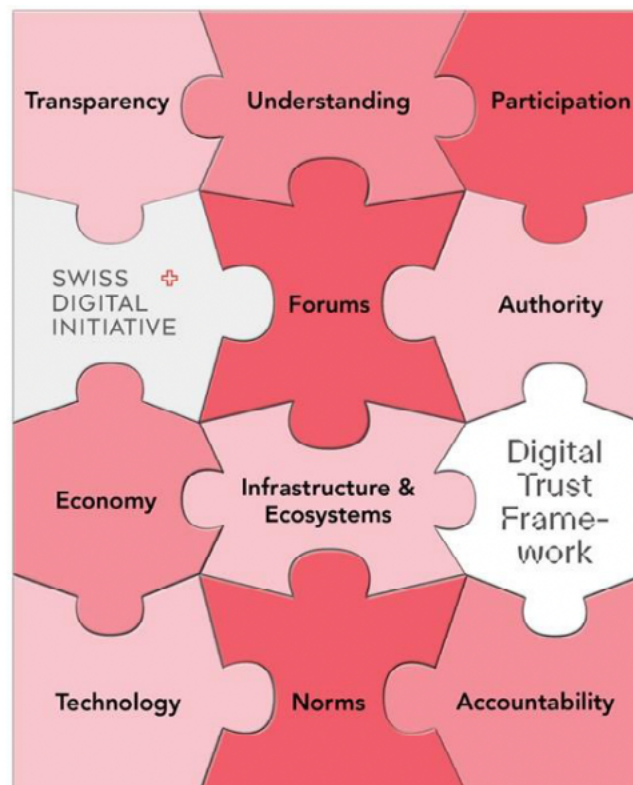 Transparency
Understanding
Participation
SWISS
DIGITAL
INITIATIVE
Forums
Authority
Economy
Infrastructure &
Ecosystems
Digital
Trust
Frame-
work
Technology
Norms
Accountability